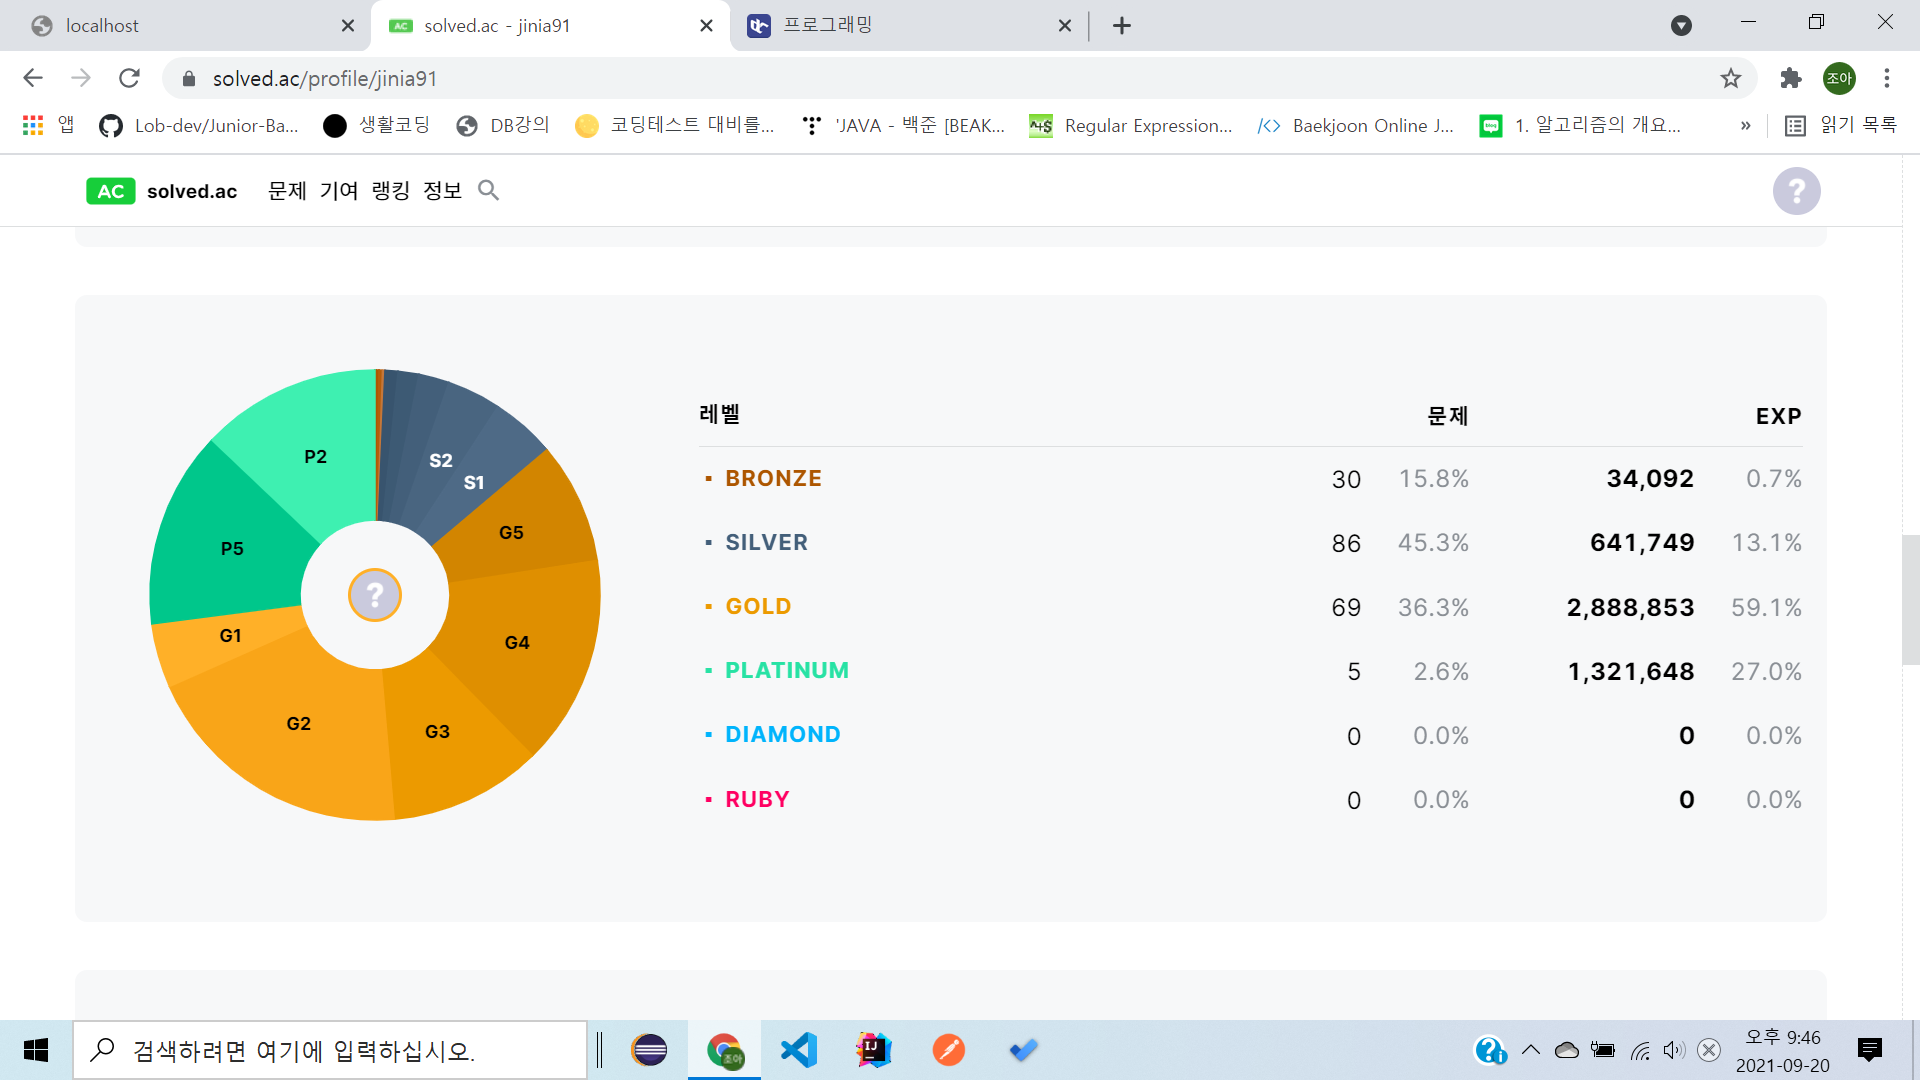 localhost
solved.ac - jinia91
프로그래밍
solved.ac/profile/jinia91
조아
앱
Lob-dev/Junior-Ba...
생활코딩
DB강의
코딩테스트 대비를...
'JAVA - 백준 [BEAK...
Regular Expression...
Baekjoon Online J...
1. 알고리즘의 개요...
»
읽기 목록
AC solved.ac 문제 기여 랭킹 정보
?
P2
S2
S1
G5
P5
?
G1
G4
G2
G3
레벨 문제 EXP
BRONZE 30 15.8% 34,092 0.7%
SILVER 86 45.3% 641,749 13.1%
GOLD 69 36.3% 2,888,853 59.1%
PLATINUM 5 2.6% 1,321,648 27.0%
DIAMOND 0 0.0% 0 0.0%
RUBY 0 0.0% 0 0.0%
검색하려면 여기에 입력하십시오.
조아
IJ
오후 9:46
2021-09-20